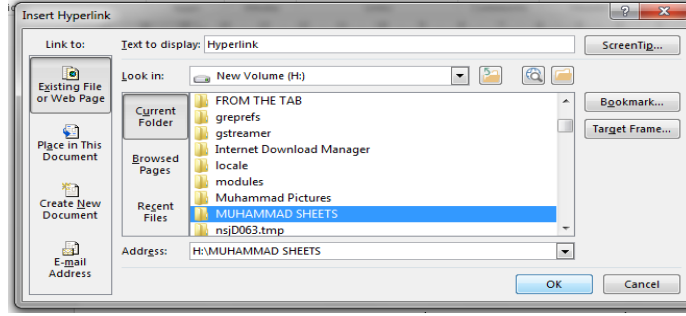 Insert Hyperlink
Link to:
Text to display: Hyperlink
ScreenTip...
Existing File
or Web Page
Look in: New Volume (H:)
Current
Folder
FROM THE TAB
greprefs
gstreamer
Internet Download Manager
locale
modules
Muhammad Pictures
MUHAMMAD SHEETS
nsjD063.tmp
Bookmark...
Target Frame...
Place in This
Document
Browsed
Pages
Create New
Document
Recent
Files
E-mail
Address
Address: H:\MUHAMMAD SHEETS
OK
Cancel